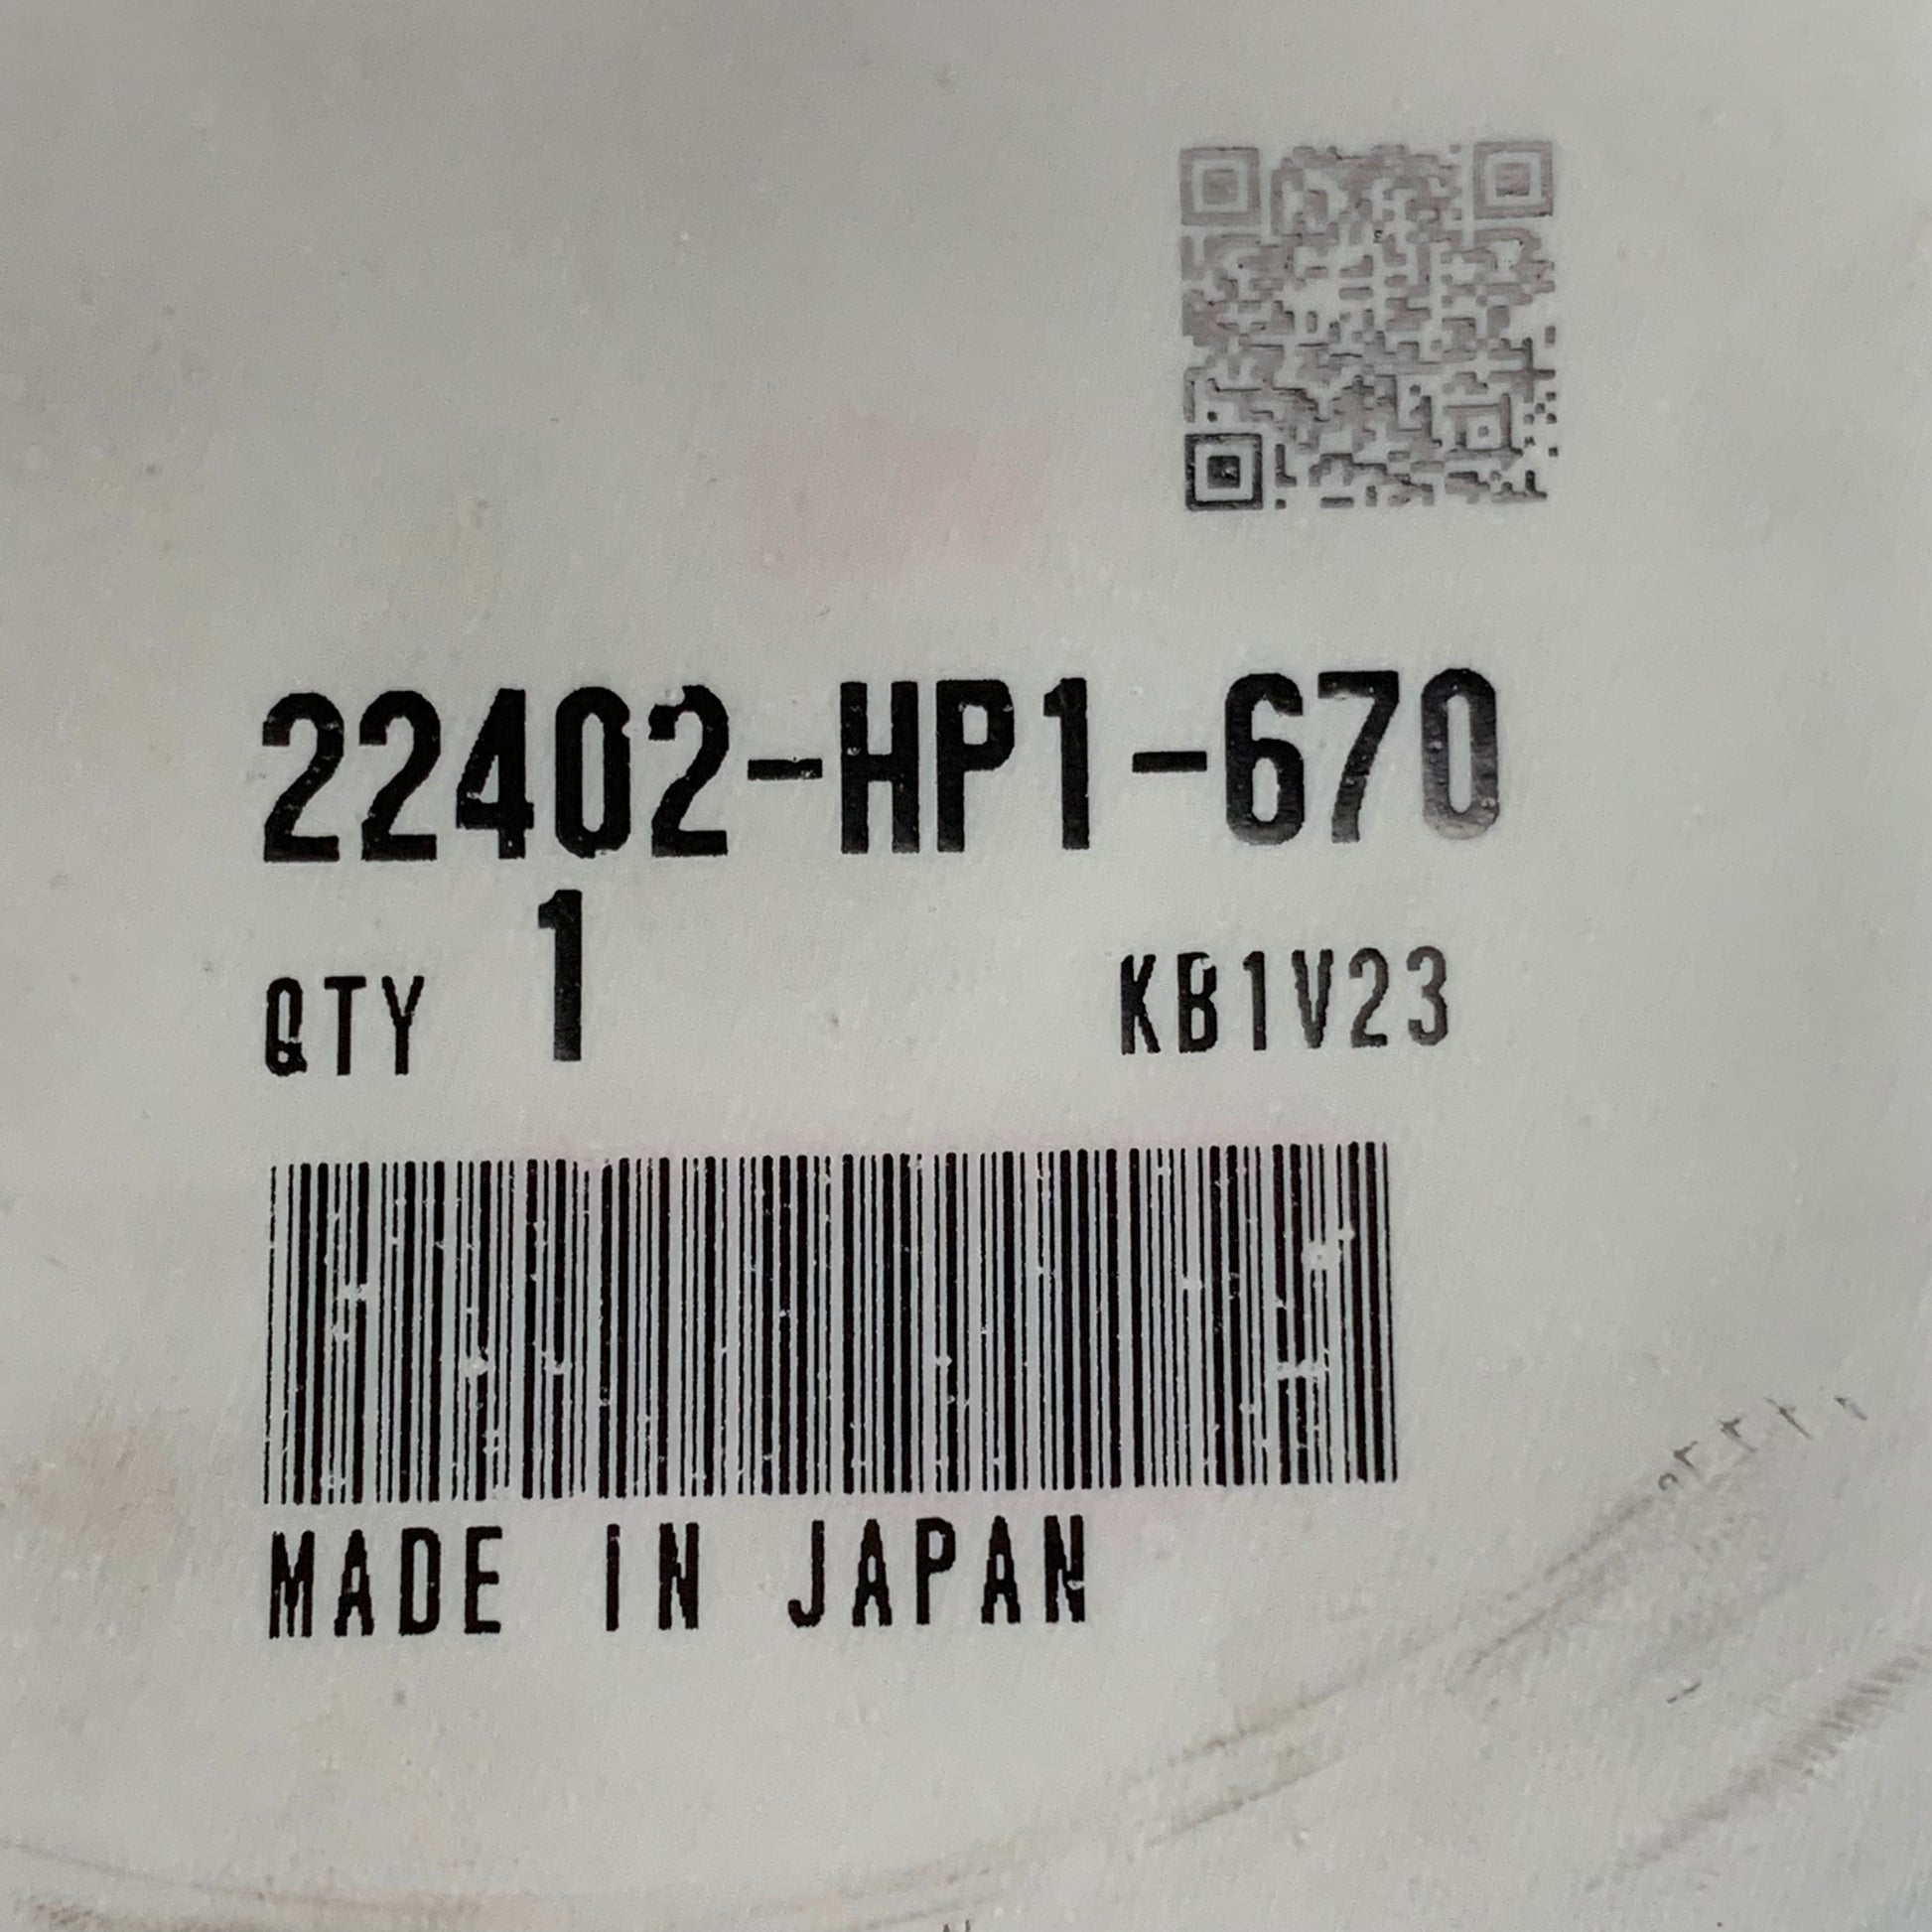 22402-HP1-670
QTY 1 KB1V23
MADE IN JAPAN